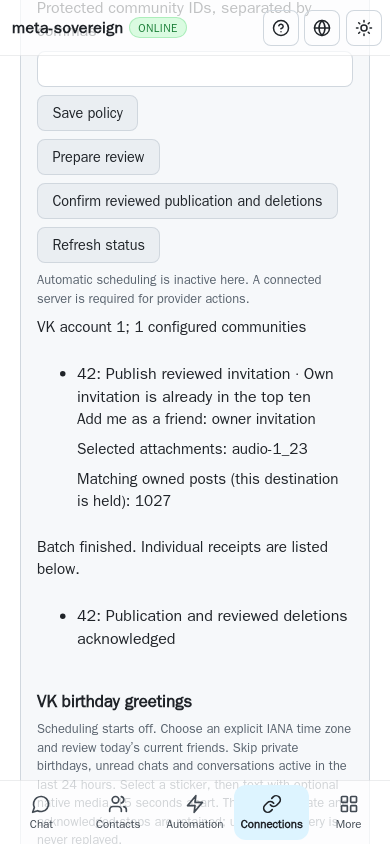 Protected community IDs, separated by
meta-sovereign ONLINE
Save policy
Prepare review
Confirm reviewed publication and deletions
Refresh status
Automatic scheduling is inactive here. A connected
server is required for provider actions.
VK account 1; 1 configured communities
• 42: Publish reviewed invitation · Own
invitation is already in the top ten
Add me as a friend: owner invitation
Selected attachments: audio-1_23
Matching owned posts (this destination
is held): 1027
Batch finished. Individual receipts are listed
below.
• 42: Publication and reviewed deletions
acknowledged
VK birthday greetings
Scheduling starts off. Choose an explicit IANA time zone
and review today's current friends. Skip private
birthdays, unread chats and conversations active in the
last 24 hours. Select a sticker, then text with optional
never replayed.
Chat
Contacts
Automation
Connections
More